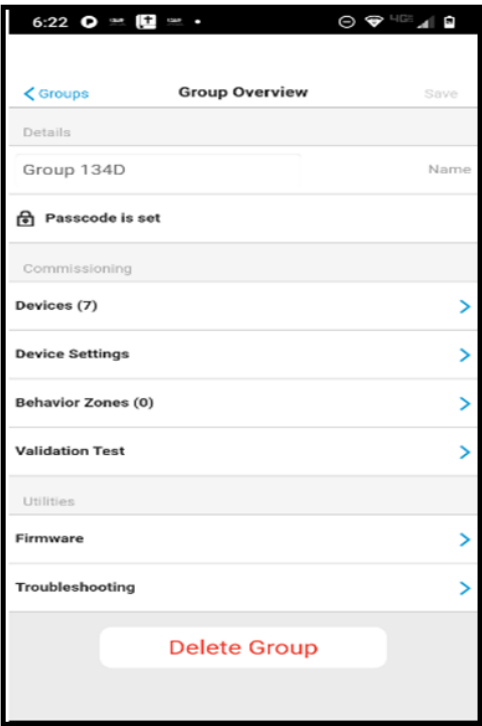 6:22
Groups Group Overview Save
Details
Group 134D Name
Passcode is set
Commissioning
Devices (7)
Device Settings
Behavior Zones (0)
Validation Test
Utilities
Firmware
Troubleshooting
Delete Group